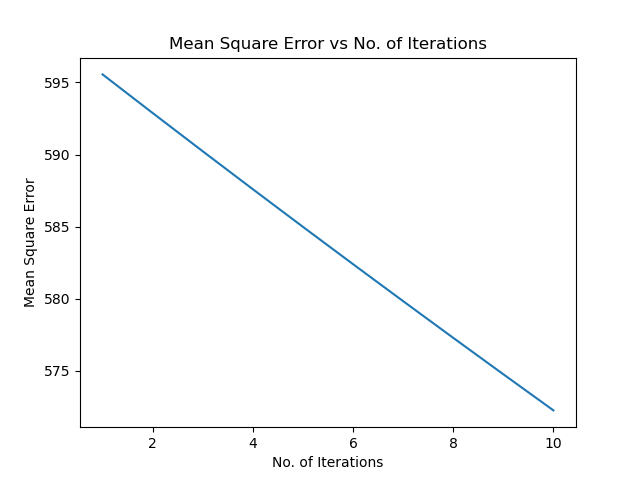 Mean Square Error vs No. of Iterations
595
590
585
580
575
Mean Square Error
2 4 6 8 10
No. of Iterations